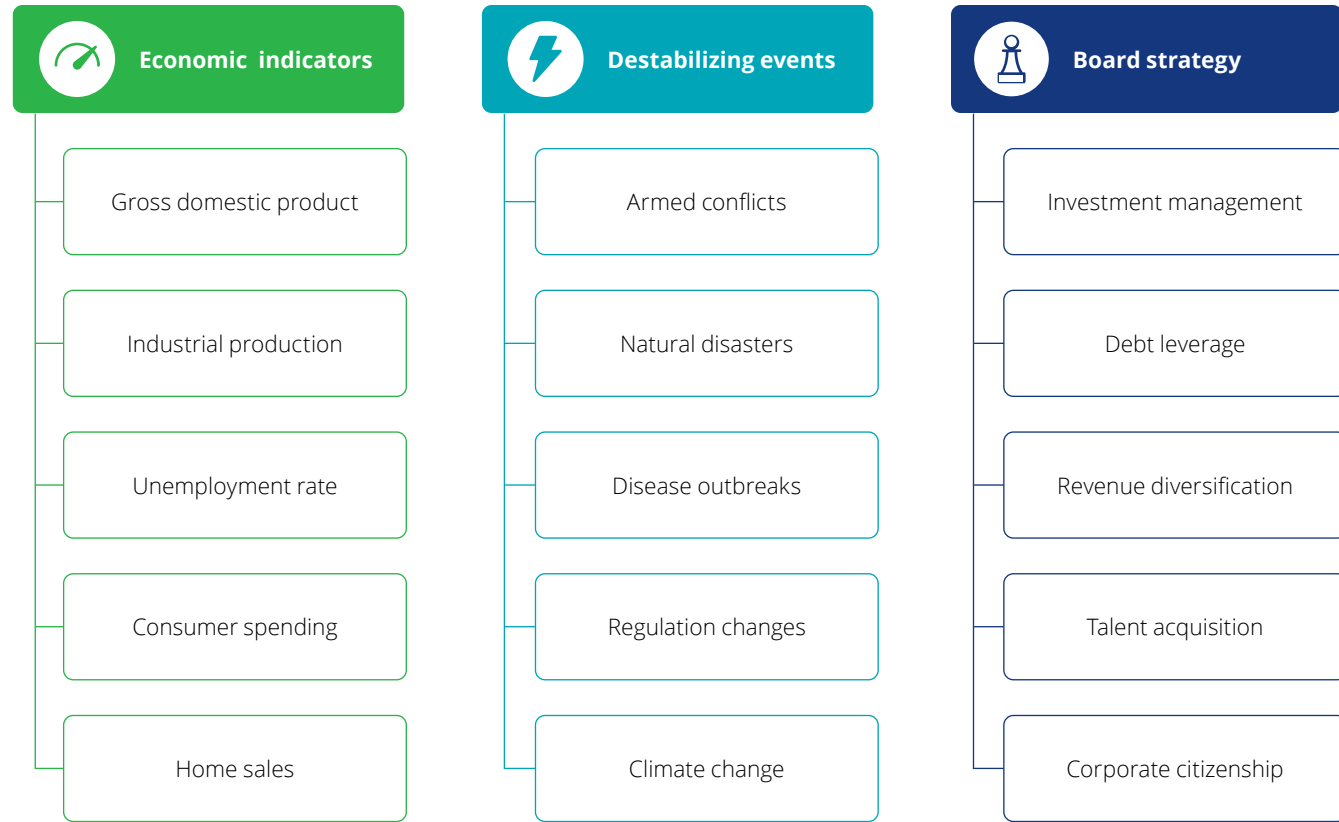 Economic indicators
Gross domestic product
Industrial production
Unemployment rate
Consumer spending
Home sales
Destabilizing events
Armed conflicts
Natural disasters
Disease outbreaks
Regulation changes
Climate change
Board strategy
Investment management
Debt leverage
Revenue diversification
Talent acquisition
Corporate citizenship